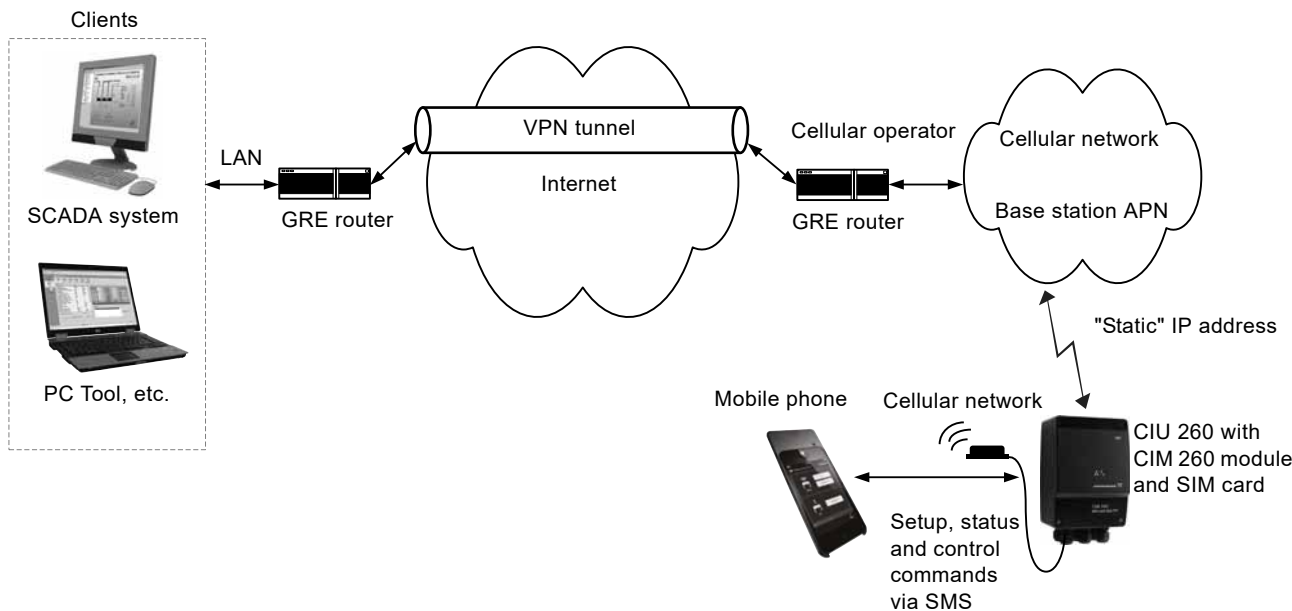 Clients
SCADA system
PC Tool, etc.
LAN
GRE router
VPN tunnel
Internet
Cellular operator
GRE router
Cellular network
Base station APN
"Static" IP address
Mobile phone
Cellular network
CIU 260 with
CIM 260 module
and SIM card
Setup, status
and control
commands
via SMS